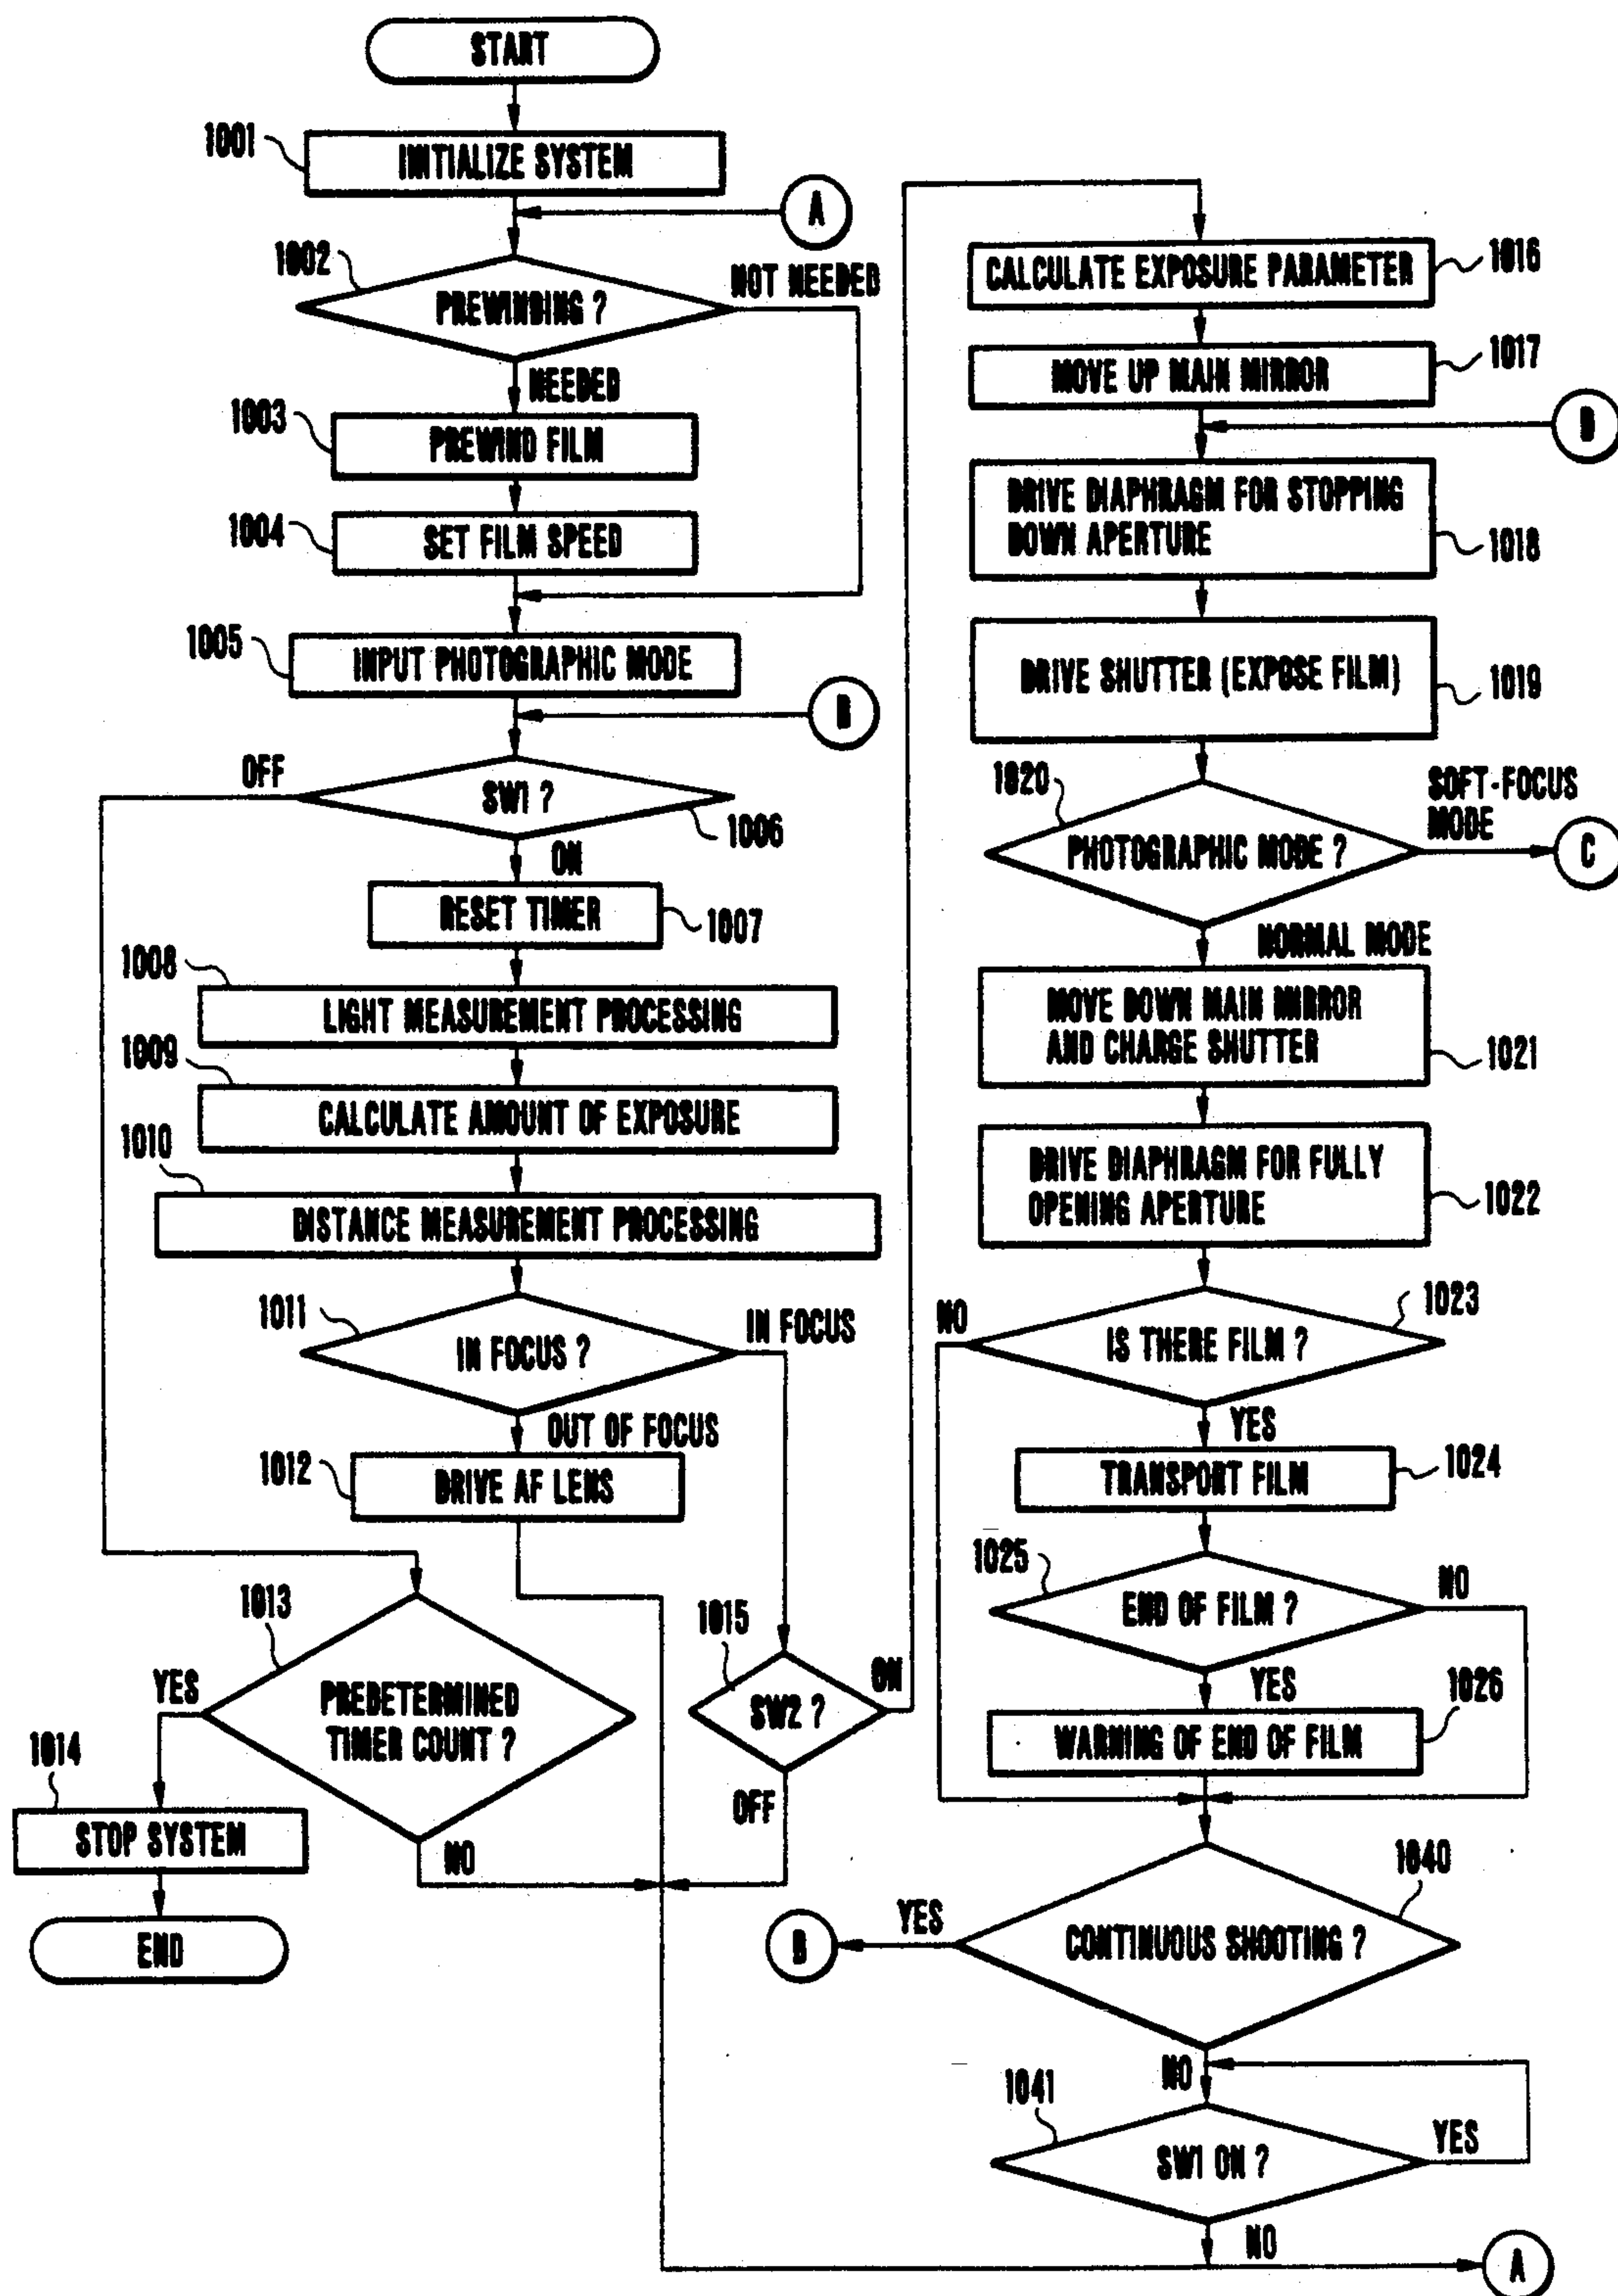 START
1001
INITIALIZE SYSTEM
A
1002
PREWINDING ?
NOT NEEDED
NEEDED
1003
PREWIND FILM
1004
SET FILM SPEED
1005
INPUT PHOTOGRAPHIC MODE
B
OFF
SW1 ?
1006
ON
RESET TIMER
1007
1008
LIGHT MEASUREMENT PROCESSING
1009
CALCULATE AMOUNT OF EXPOSURE
1010
DISTANCE MEASUREMENT PROCESSING
1011
IN FOCUS ?
IN FOCUS
OUT OF FOCUS
1012
DRIVE AF LENS
1013
YES
PREDETERMINED
TIMER COUNT ?
NO
1014
STOP SYSTEM
END
1015
SW2 ?
ON
OFF
CALCULATE EXPOSURE PARAMETER
1016
MOVE UP MAIN MIRROR
1017
D
DRIVE DIAPHRAGM FOR STOPPING
DOWN APERTURE
1018
DRIVE SHUTTER (EXPOSE FILM)
1019
1020
PHOTOGRAPHIC MODE ?
SOFT-FOCUS
MODE
C
NORMAL MODE
MOVE DOWN MAIN MIRROR
AND CHARGE SHUTTER
1021
DRIVE DIAPHRAGM FOR FULLY
OPENING APERTURE
1022
NO
IS THERE FILM ?
1023
YES
TRANSPORT FILM
1024
1025
END OF FILM ?
NO
YES
1026
WARNING OF END OF FILM
1040
CONTINUOUS SHOOTING ?
YES
B
NO
1041
SW1 ON ?
YES
NO
A